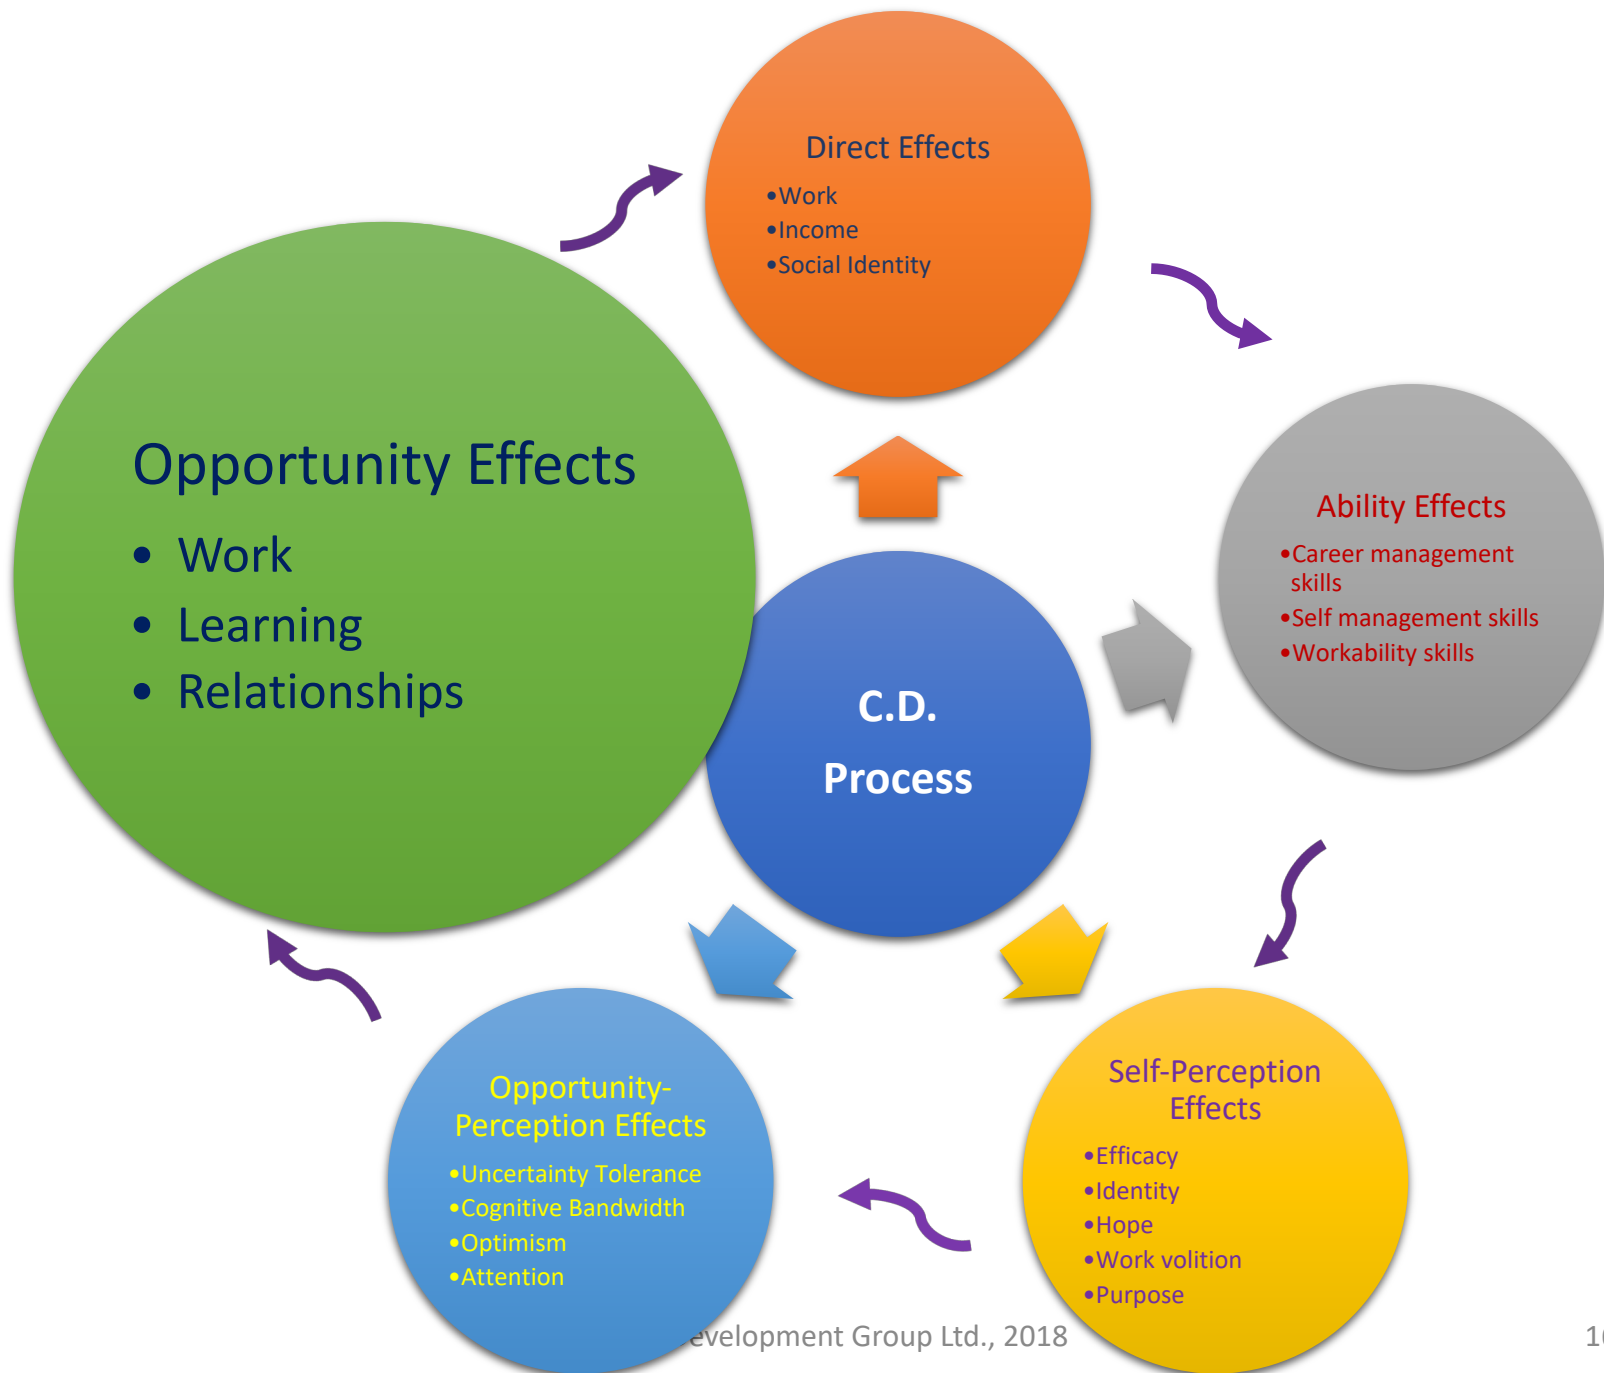 Direct Effects
•Work
•Income
•Social Identity
Opportunity Effects
• Work
• Learning
• Relationships
Ability Effects
•Career management
skills
•Self management skills
•Workability skills
C.D.
Process
Opportunity-
Perception Effects
•Uncertainty Tolerance
•Cognitive Bandwidth
•Optimism
•Attention
Self-Perception
Effects
•Efficacy
•Identity
•Hope
•Work volition
•Purpose
Group Ltd., 2018